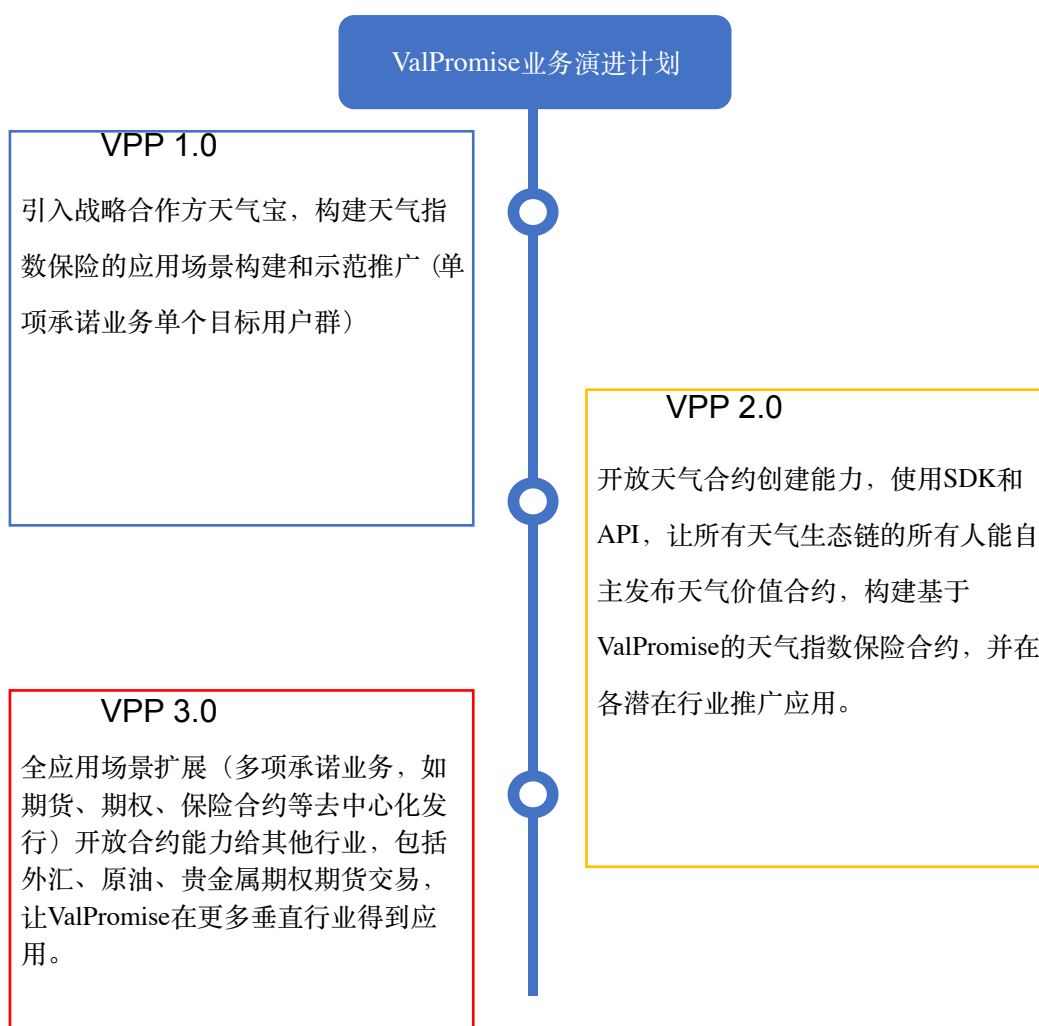 ValPromise业务演进计划
VPP 1.0
引入战略合作方天气宝，构建天气指
数保险的应用场景构建和示范推广（单
项承诺业务单个目标用户群）
VPP 2.0
开放天气合约创建能力，使用SDK和
API，让所有天气生态链的所有人能自
主发布天气价值合约，构建基于
ValPromise的天气指数保险合约，并在
各潜在行业推广应用。
VPP 3.0
全应用场景扩展（多项承诺业务，如
期货、期权、保险合约等去中心化发
行）开放合约能力给其他行业，包括
外汇、原油、贵金属期权期货交易，
让ValPromise在更多垂直行业得到应
用。